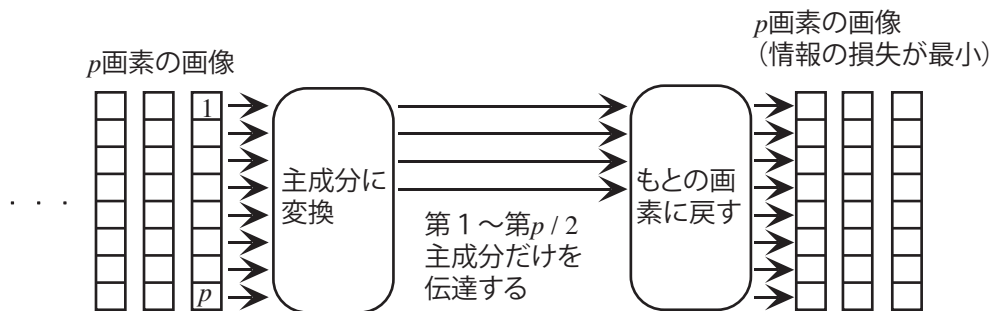 p画素の画像
1
p
主成分に
変換
第1～第p / 2
主成分だけを
伝達する
もとの画
素に戻す
p画素の画像
（情報の損失が最小）
. . .